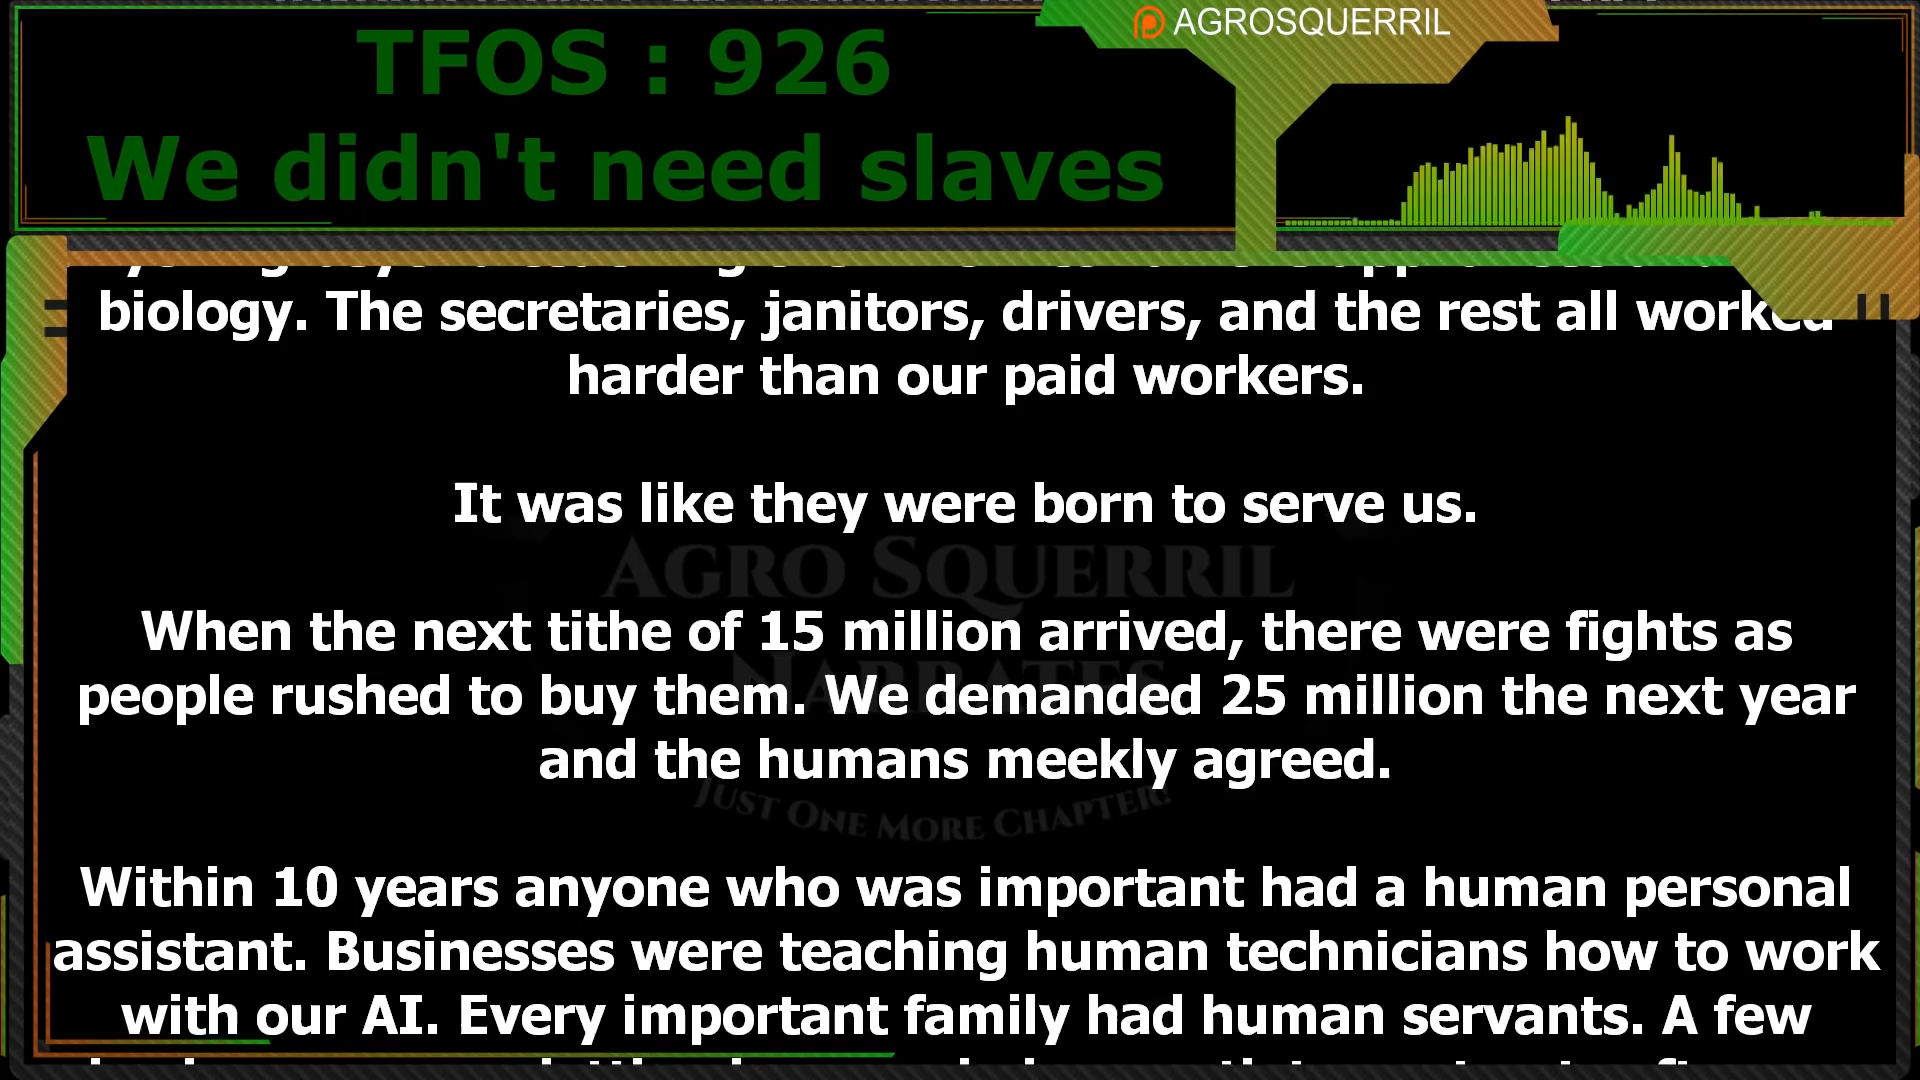 AGROSQUERRIL
TFOS : 926
We didn't need slaves
biology. The secretaries, janitors, drivers, and the rest all worked
harder than our paid workers.
It was like they were born to serve us.
AGRO SQUERRIL
When the next tithe of 15 million arrived, there were fights as
NARRATES
people rushed to buy them. We demanded 25 million the next year
and the humans meekly agreed.
JUST ONE MORE CHAPTER!
Within 10 years anyone who was important had a human personal
assistant. Businesses were teaching human technicians how to work
with our AI. Every important family had human servants. A few